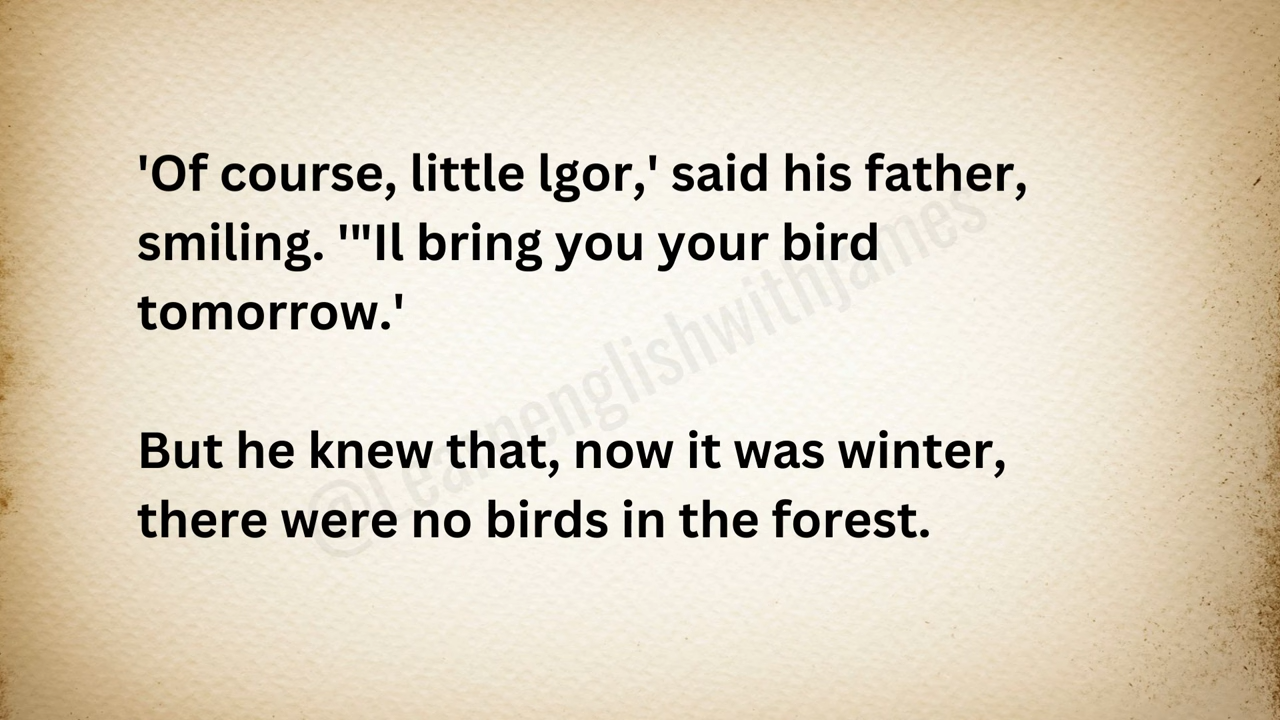 'Of course, little lgor,' said his father,
smiling. '"Il bring you your bird
tomorrow.'
But he knew that, now it was winter,
there were no birds in the forest.
@Learnenglishwithjames